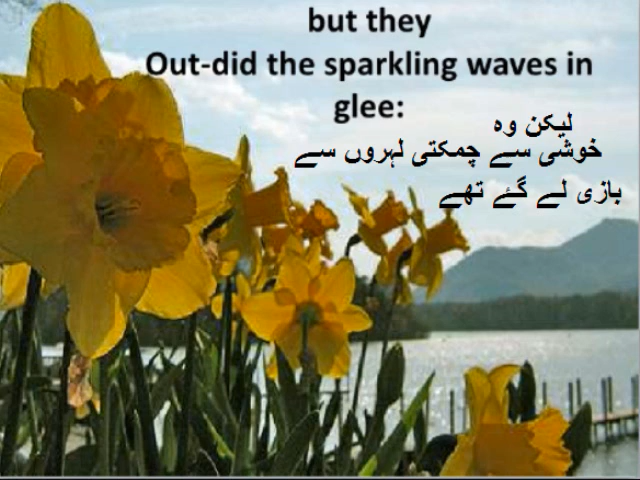 but they
Out-did the sparkling waves in
glee:
لیکن وہ
خوشی سے چمکتی لہروں سے
بازی لے گئے تھے